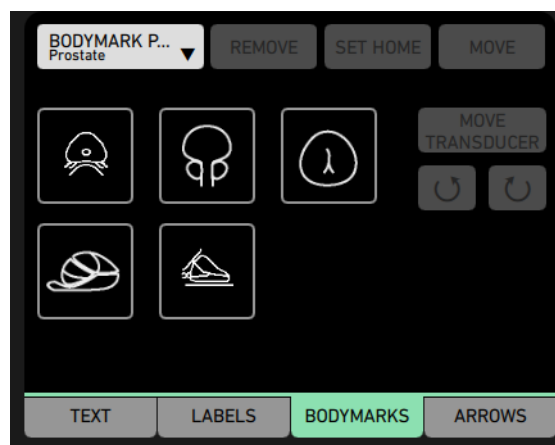 BODYMARK P...
Prostate
REMOVE
SET HOME
MOVE
MOVE
TRANSDUCER
TEXT
LABELS
BODYMARKS
ARROWS